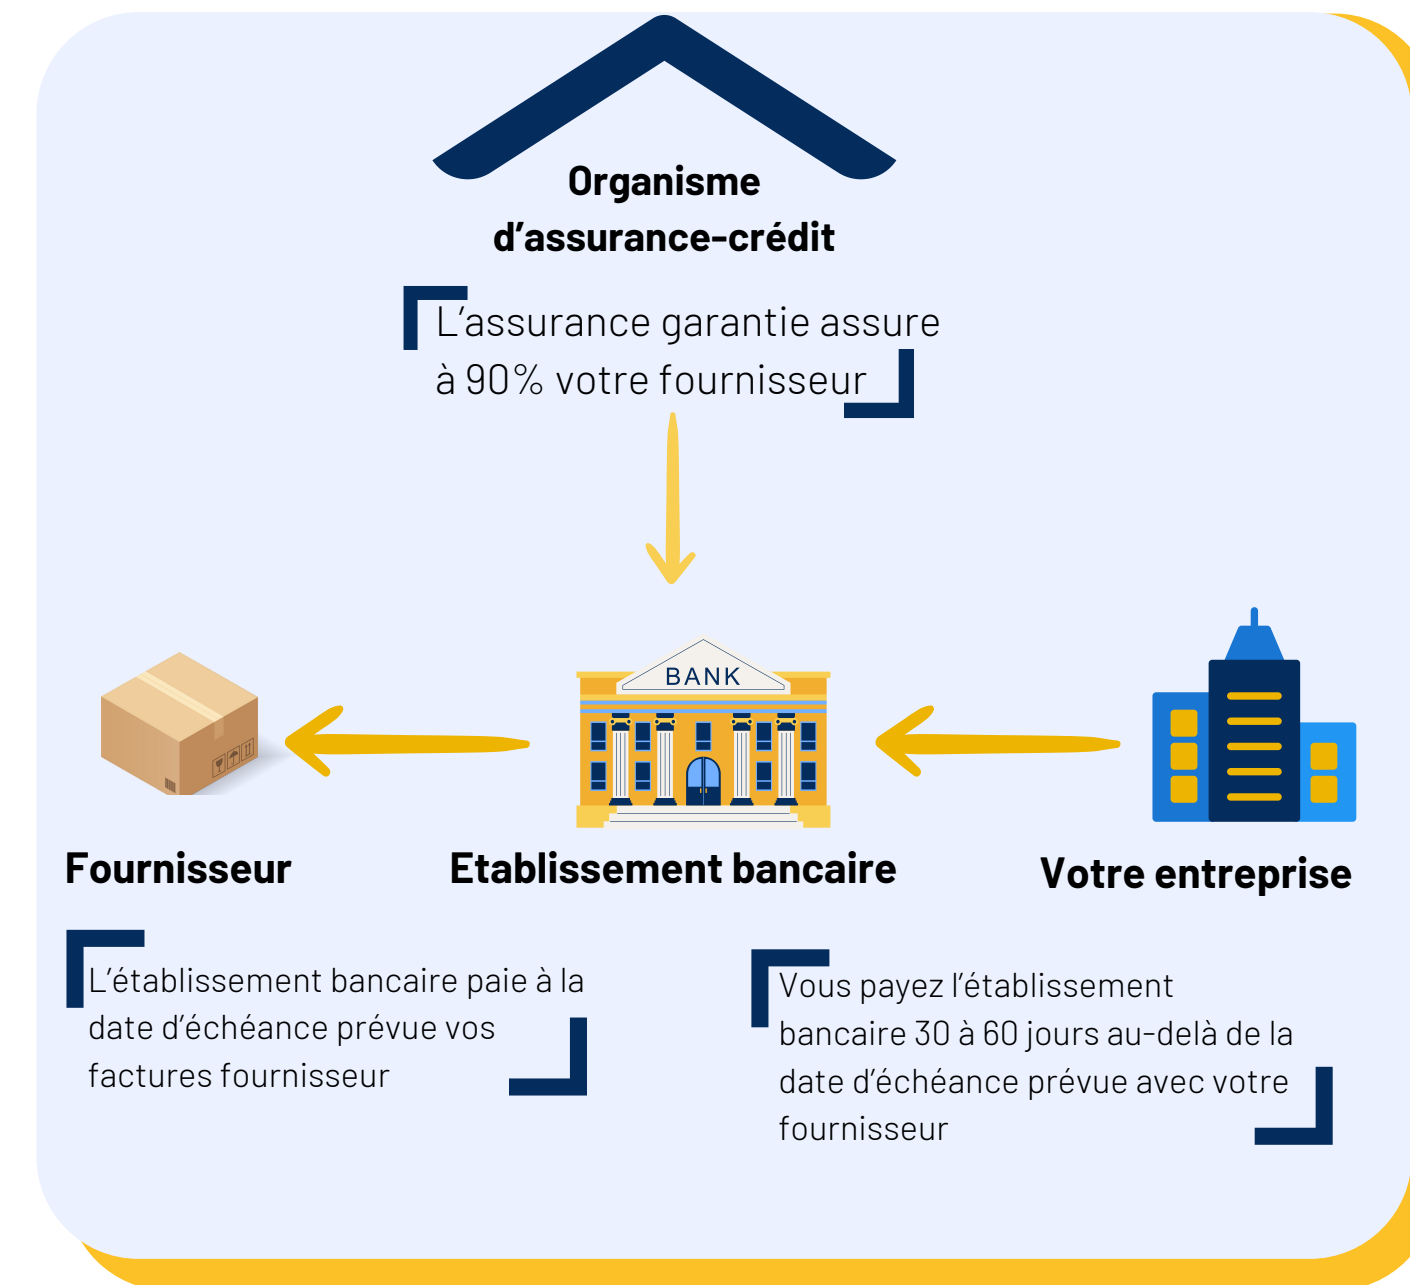 Organisme
d’assurance-crédit
L’assurance garantie assure
à 90% votre fournisseur
BANK
Fournisseur
Etablissement bancaire
Votre entreprise
L’établissement bancaire paie à la
date d’échéance prévue vos
factures fournisseur
Vous payez l’établissement
bancaire 30 à 60 jours au-delà de la
date d’échéance prévue avec votre
fournisseur